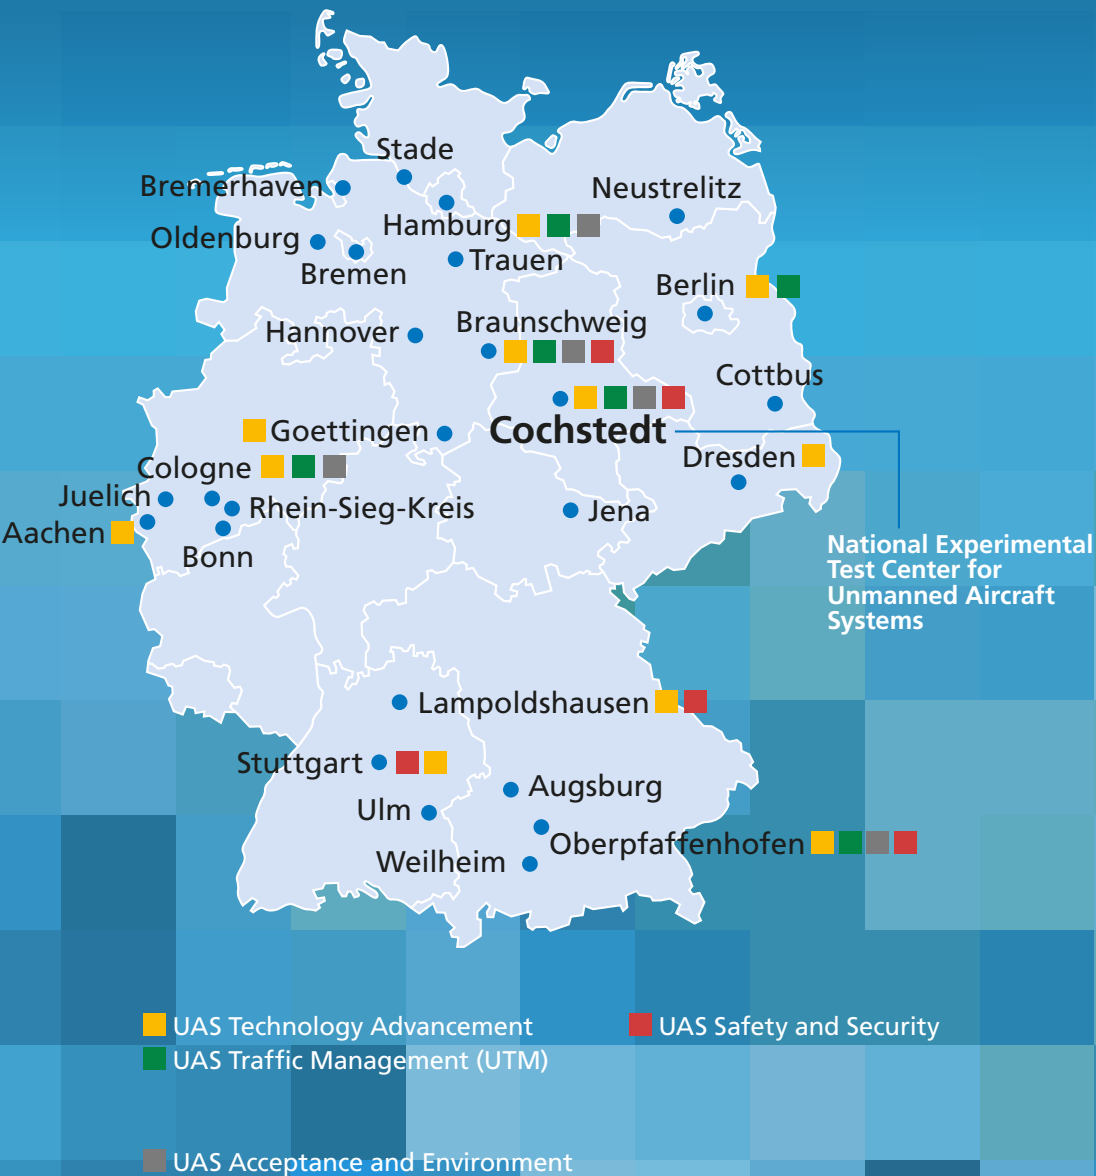 Stade
Bremerhaven
Neustrelitz
Hamburg
Oldenburg
Trauen
Bremen
Berlin
Braunschweig
Hannover
Cottbus
Cochstedt
Goettingen
Dresden
Cologne
Juelich
Rhein-Sieg-Kreis
Jena
Aachen
Bonn
National Experimental
Test Center for
Unmanned Aircraft
Systems
Lampoldshausen
Stuttgart
Augsburg
Ulm
Oberpfaffenhofen
Weilheim
UAS Technology Advancement
UAS Safety and Security
UAS Traffic Management (UTM)
UAS Acceptance and Environment